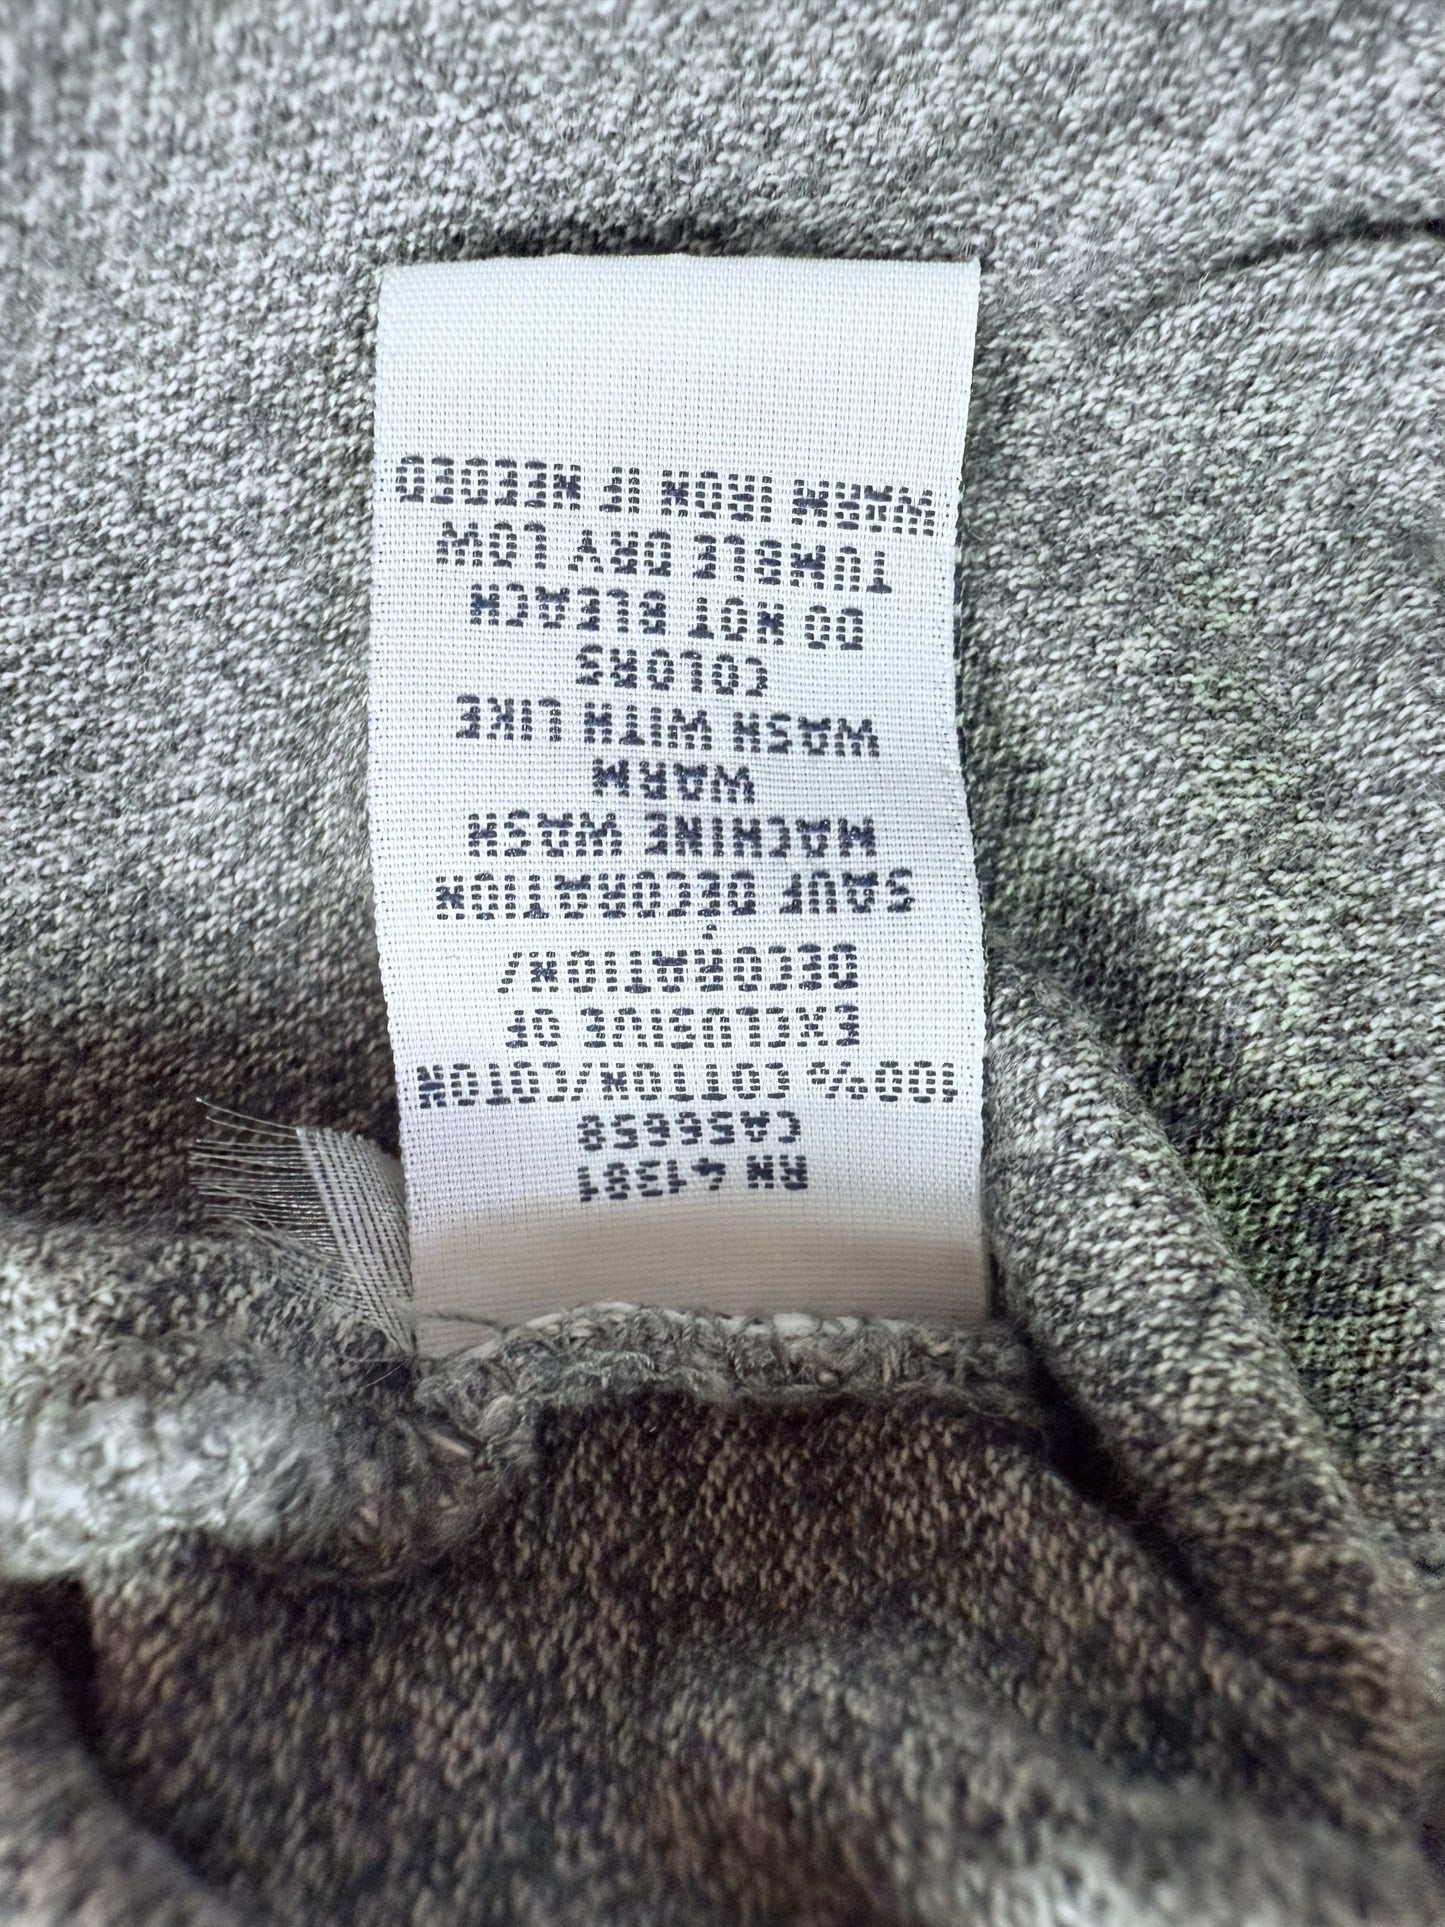 RN 41381
CA56658
100% COTTON/COTON
EXCLUSIVE OF
DECORATION/
SAUF DÉCORATION
MACHINE WASH
WARM
WASH WITH LIKE
COLORS
DO NOT BLEACH
TUMBLE DRY LOW
WARM IRON IF NEEDED